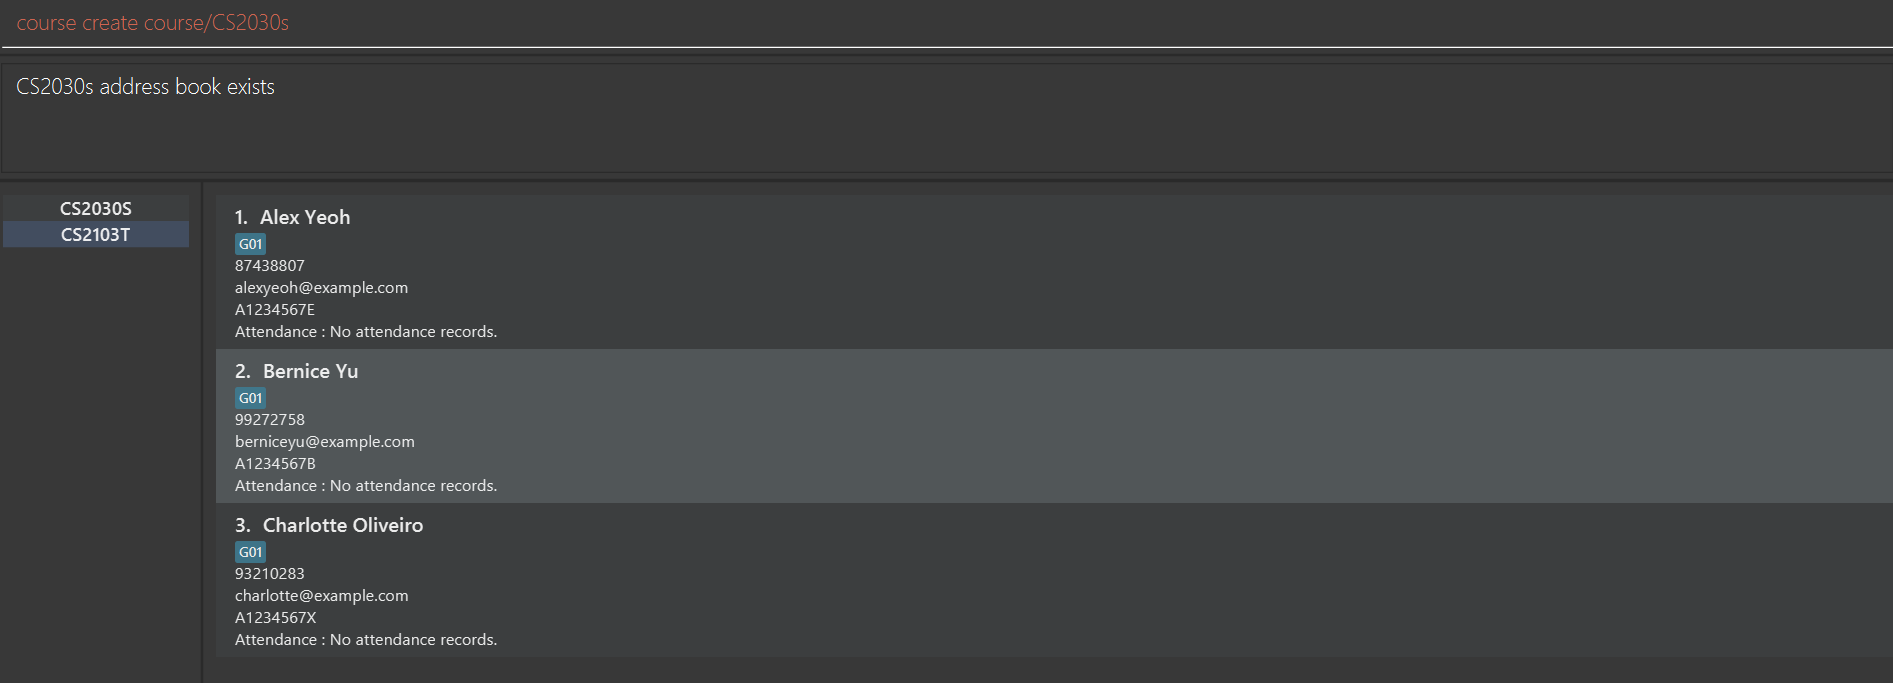 course create course/CS2030s
CS2030s address book exists
CS2030S
CS2103T
1. Alex Yeoh
G01
87438807
alexyeoh@example.com
A1234567E
Attendance : No attendance records.
2. Bernice Yu
G01
99272758
berniceyu@example.com
A1234567B
Attendance : No attendance records.
3. Charlotte Oliveiro
G01
93210283
charlotte@example.com
A1234567X
Attendance : No attendance records.